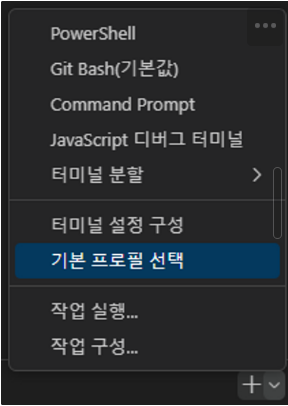 PowerShell
Git Bash(기본값)
Command Prompt
JavaScript 디버그 터미널
터미널 분할
터미널 설정 구성
기본 프로필 선택
작업 실행...
작업 구성...